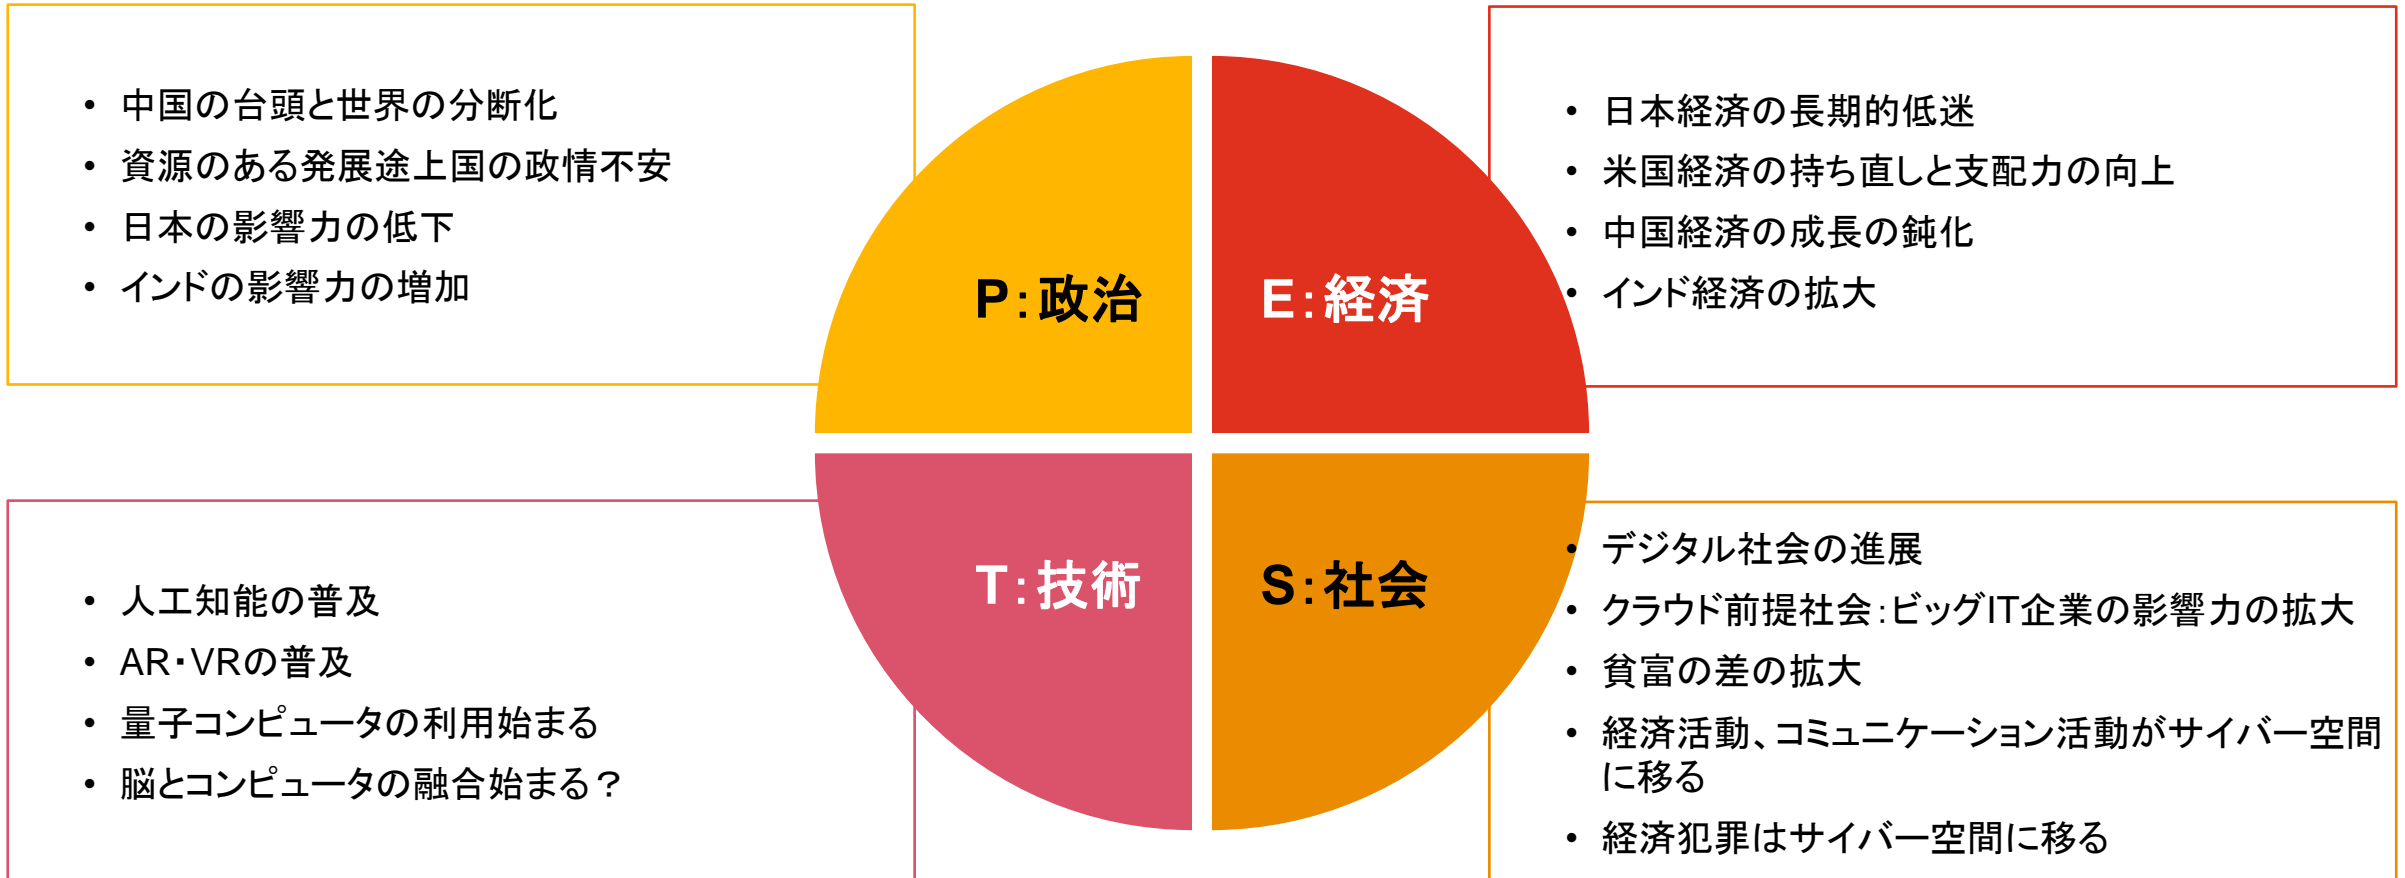 • 中国の台頭と世界の分断化
• 資源のある発展途上国の政情不安
• 日本の影響力の低下
• インドの影響力の増加
P：政治
E：経済
• 日本経済の長期的低迷
• 米国経済の持ち直しと支配力の向上
• 中国経済の成長の鈍化
• インド経済の拡大
• 人工知能の普及
• AR・VRの普及
• 量子コンピュータの利用始まる
• 脳とコンピュータの融合始まる？
T：技術
S：社会
• デジタル社会の進展
• クラウド前提社会：ビッグIT企業の影響力の拡大
• 貧富の差の拡大
• 経済活動、コミュニケーション活動がサイバー空間
に移る
• 経済犯罪はサイバー空間に移る